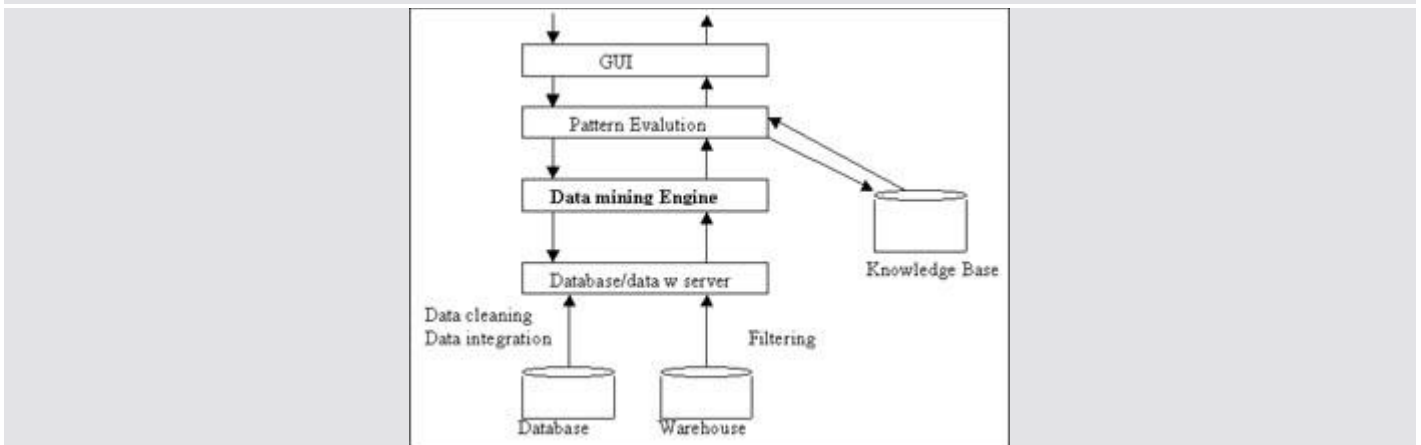 GUI
Pattern Evalution
Data mining Engine
Knowledge Base
Database/data w server
Data cleaning
Data integration
Filtering
Database
Warehouse